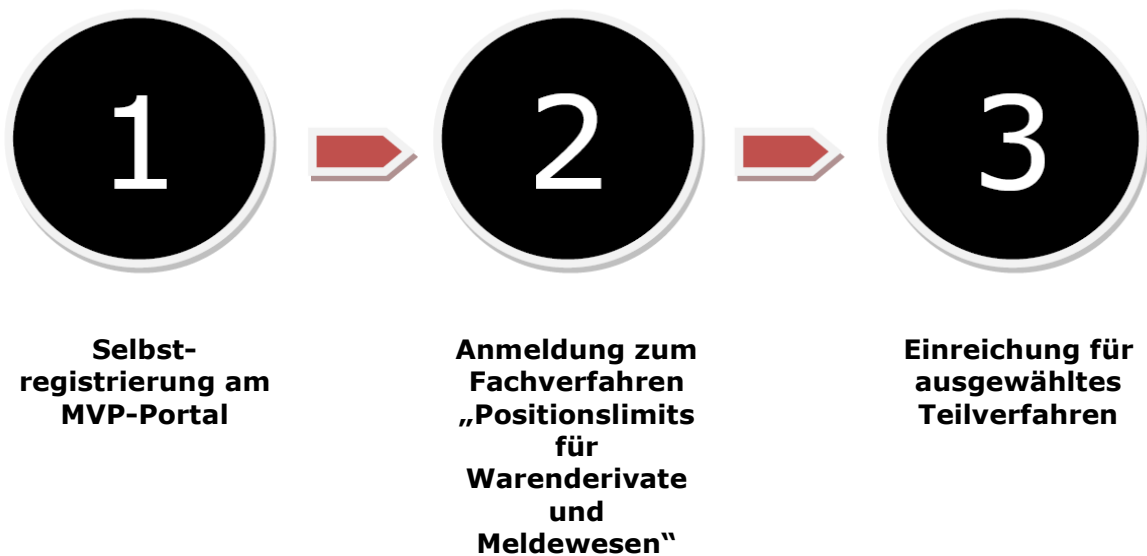 1
2
3
Selbst-
registrierung am
MVP-Portal
Anmeldung zum
Fachverfahren
„Positionslimits
für
Warenderivate
und
Meldewesen“
Einreichung für
ausgewähltes
Teilverfahren